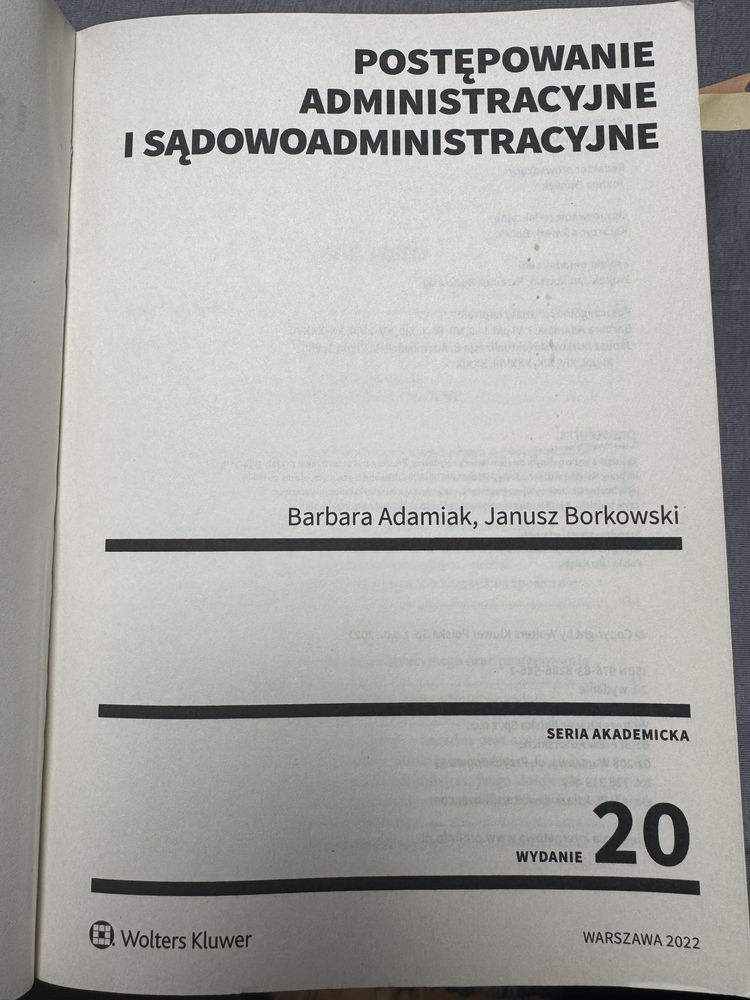 POSTĘPOWANIE
ADMINISTRACYJNE
I SĄDOWOADMINISTRACYJNE
Barbara Adamiak, Janusz Borkowski
SERIA AKADEMICKA
WYDANIE 20
Wolters Kluwer
WARSZAWA 2022